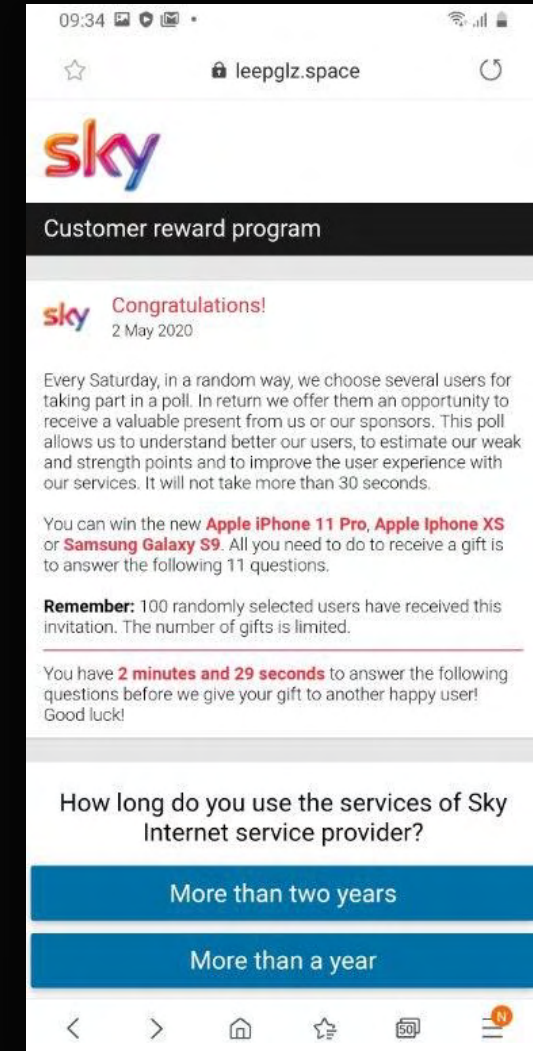 09:34
leepglz.space
sky
Customer reward program
sky
Congratulations!
2 May 2020
Every Saturday, in a random way, we choose several users for
taking part in a poll. In return we offer them an opportunity to
receive a valuable present from us or our sponsors. This poll
allows us to understand better our users, to estimate our weak
and strength points and to improve the user experience with
our services. It will not take more than 30 seconds.
You can win the new Apple iPhone 11 Pro, Apple Iphone XS
or Samsung Galaxy S9. All you need to do to receive a gift is
to answer the following 11 questions.
Remember: 100 randomly selected users have received this
invitation. The number of gifts is limited.
You have 2 minutes and 29 seconds to answer the following
questions before we give your gift to another happy user!
Good luck!
How long do you use the services of Sky
Internet service provider?
More than two years
More than a year
50
N